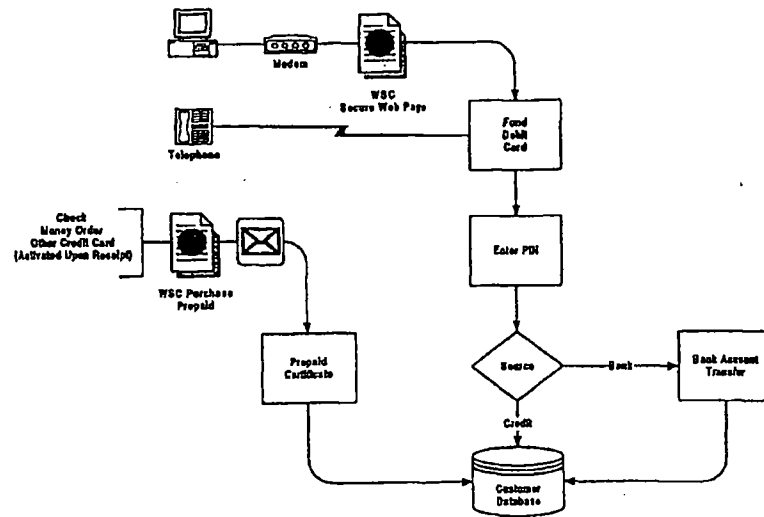 Modem
WSC
Secure Web Page
Telephone
Fund
Debit
Card
Check
Money Order
Other Credit Card
(Activated Upon Receipt)
WSC Purchase
Prepaid
Enter PIN
Prepaid
Certificate
Source
Bank
Bank Account
Transfer
Credit
Customer
Database